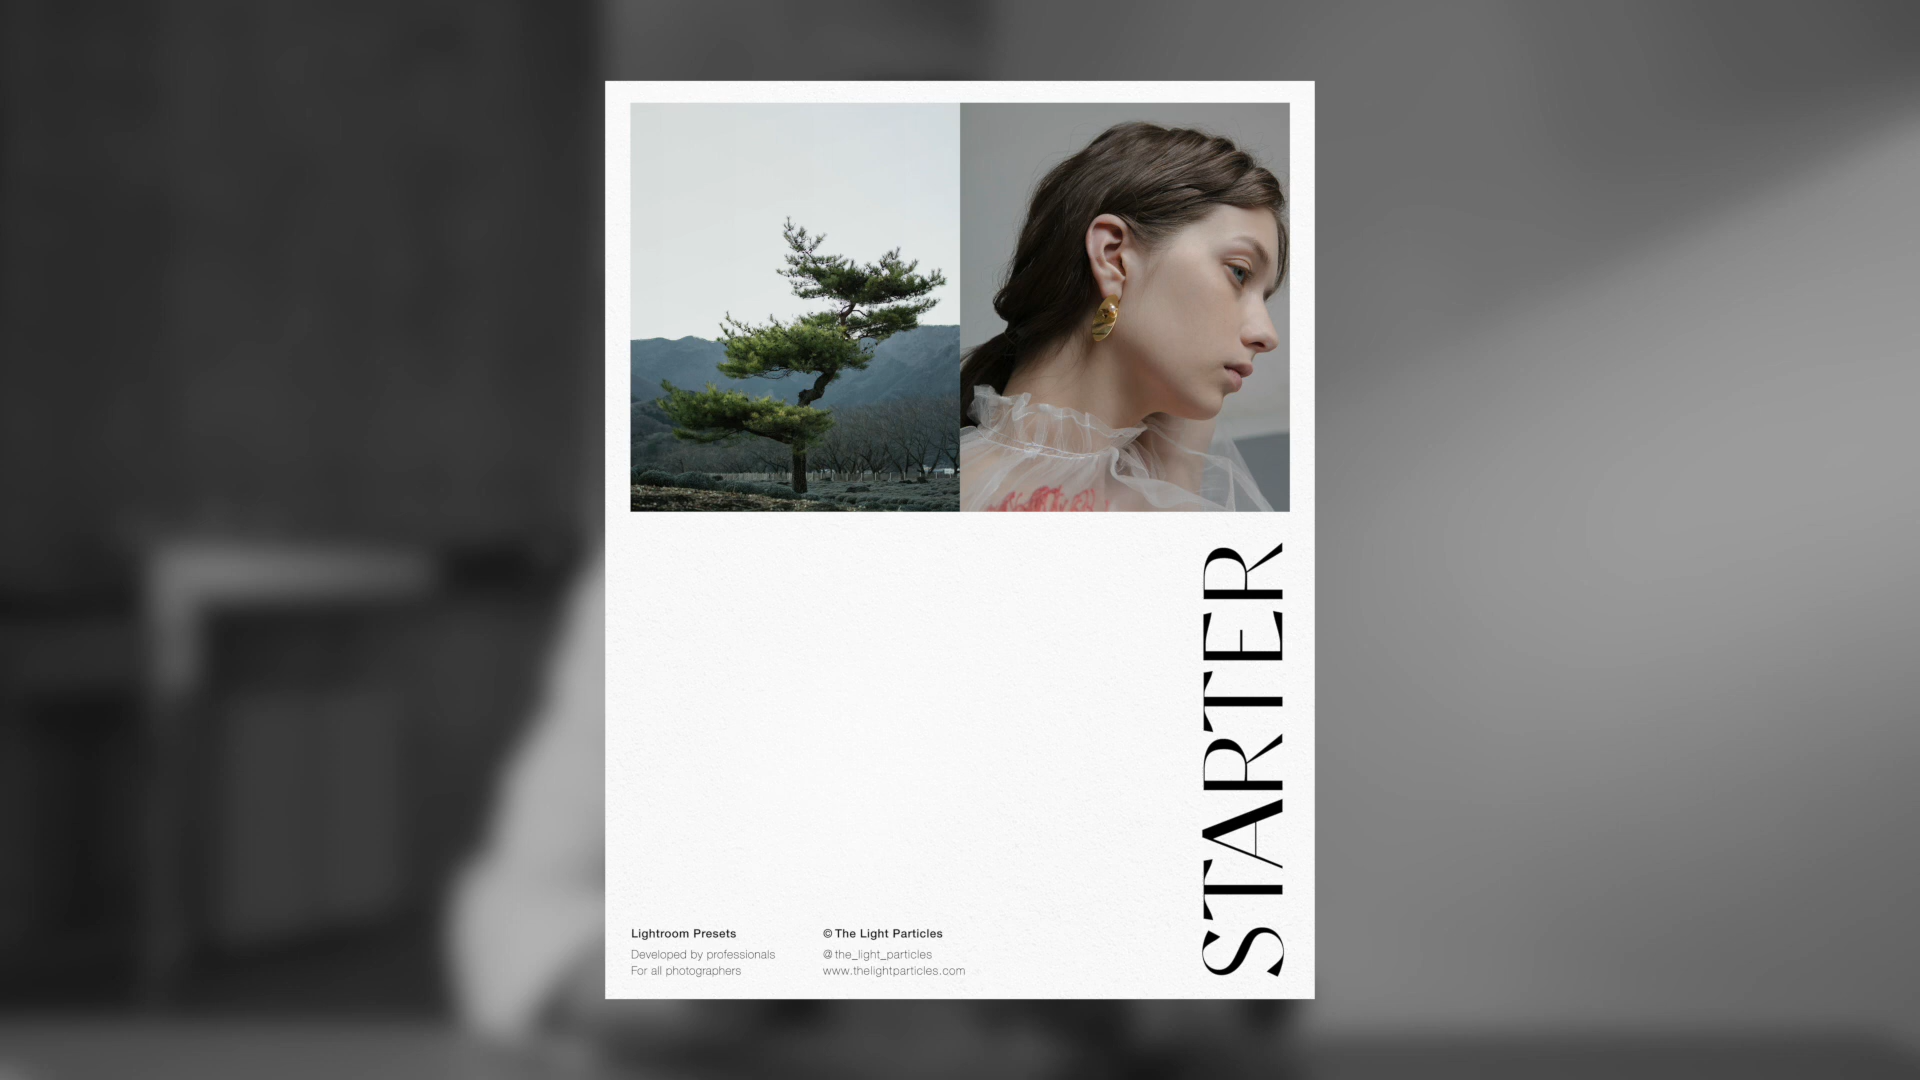 STARTER
Lightroom Presets
Developed by professionals
For all photographers
© The Light Particles
@the_light_particles
www.thelightparticles.com